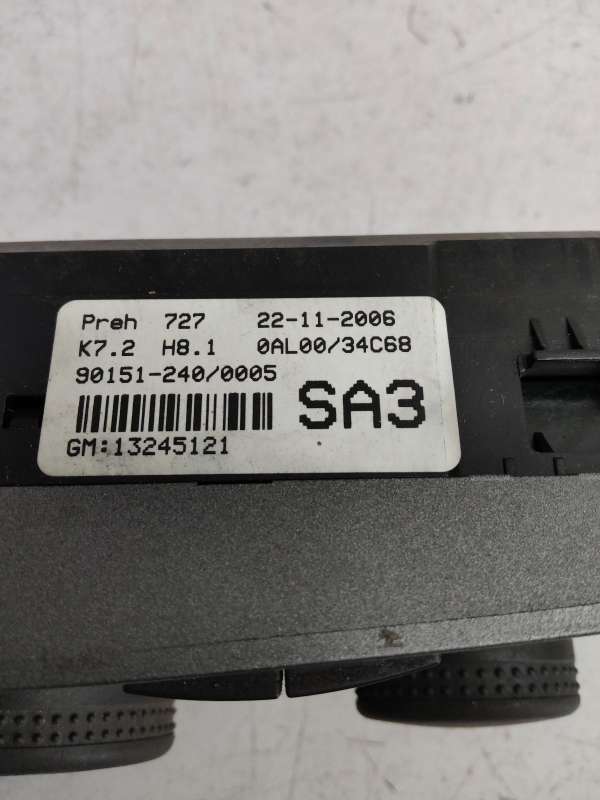 Preh 727 22-11-2006
K7.2 H8.1 0AL00/34C68
90151-240/0005
SA3
GM:13245121